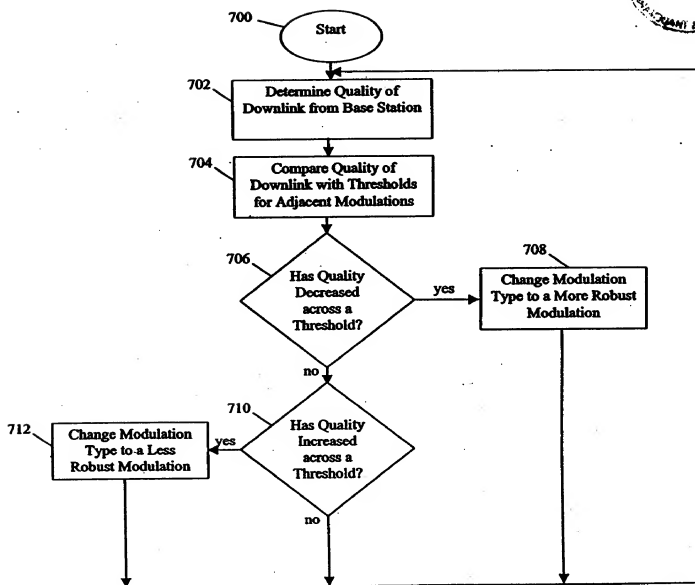 700
Start
702
Determine Quality of
Downlink from Base Station
704
Compare Quality of
Downlink with Thresholds
for Adjacent Modulations
706
Has Quality
Decreased
across a
Threshold?
yes
708
Change Modulation
Type to a More Robust
Modulation
no
710
Has Quality
Increased
across a
Threshold?
yes
712
Change Modulation
Type to a Less
Robust Modulation
no